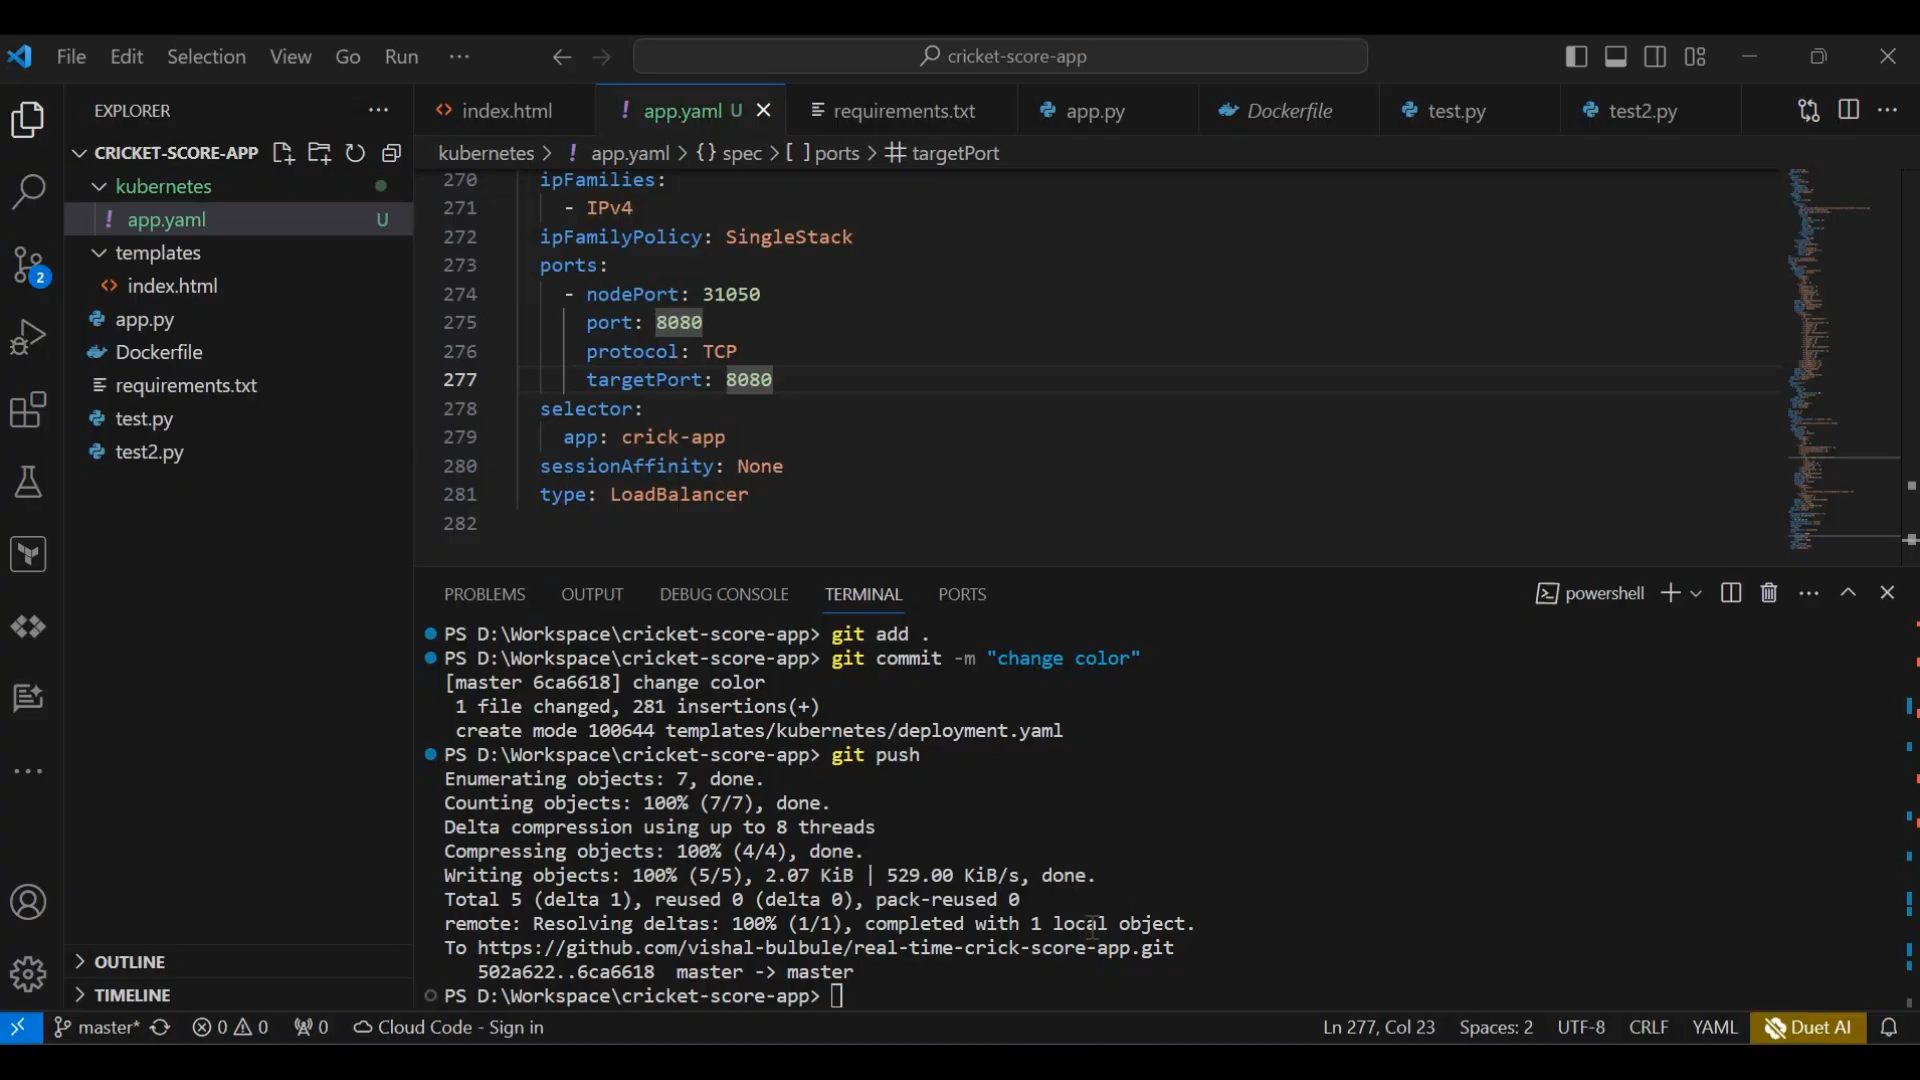 File Edit Selection View Go Run ··· cricket-score-app
EXPLORER ···
CRICKET-SCORE-APP
kubernetes
! app.yaml U
templates
<> index.html
app.py
Dockerfile
requirements.txt
test.py
test2.py
OUTLINE
TIMELINE
2
<> index.html ! app.yaml U requirements.txt app.py Dockerfile test.py test2.py ···
kubernetes > ! app.yaml > {} spec > [ ] ports > # targetPort
270 ipFamilies:
271 - IPv4
272 ipFamilyPolicy: SingleStack
273 ports:
274 - nodePort: 31050
275 port: 8080
276 protocol: TCP
277 targetPort: 8080
278 selector:
279 app: crick-app
280 sessionAffinity: None
281 type: LoadBalancer
282
PROBLEMS OUTPUT DEBUG CONSOLE TERMINAL PORTS powershell ···
PS D:\Workspace\cricket-score-app> git add .
PS D:\Workspace\cricket-score-app> git commit -m "change color"
[master 6ca6618] change color
1 file changed, 281 insertions(+)
create mode 100644 templates/kubernetes/deployment.yaml
PS D:\Workspace\cricket-score-app> git push
Enumerating objects: 7, done.
Counting objects: 100% (7/7), done.
Delta compression using up to 8 threads
Compressing objects: 100% (4/4), done.
Writing objects: 100% (5/5), 2.07 KiB | 529.00 KiB/s, done.
Total 5 (delta 1), reused 0 (delta 0), pack-reused 0
remote: Resolving deltas: 100% (1/1), completed with 1 local object.
To https://github.com/vishal-bulbule/real-time-crick-score-app.git
502a622..6ca6618 master -> master
PS D:\Workspace\cricket-score-app>
master* 0 0 0 Cloud Code - Sign in Ln 277, Col 23 Spaces: 2 UTF-8 CRLF YAML Duet AI